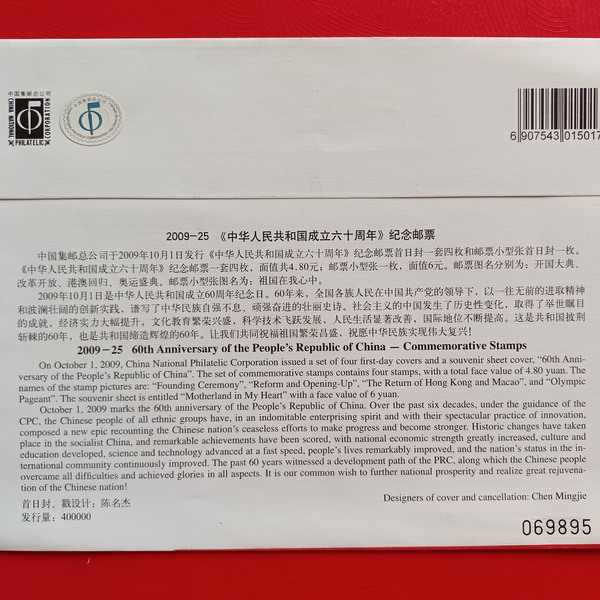 中国集邮总公司
CHINA NATIONAL
PHILATELIC
CORPORATION
6 907543 015017
2009-25 《中华人民共和国成立六十周年》纪念邮票
中国集邮总公司于2009年10月1日发行《中华人民共和国成立六十周年》纪念邮票首日封一套四枚和邮票小型张首日封一枚。
《中华人民共和国成立六十周年》纪念邮票一套四枚，面值共4.80元；邮票小型张一枚，面值6元。邮票图名分别为：开国大典、
改革开放、港澳回归、奥运盛典。邮票小型张图名为：祖国在我心中。
2009年10月1日是中华人民共和国成立60周年纪念日。60年来，全国各族人民在中国共产党的领导下，以一往无前的进取精神
和波澜壮阔的创新实践，谱写了中华民族自强不息、顽强奋进的壮丽史诗。社会主义的中国发生了历史性变化，取得了举世瞩目
的成就，经济实力大幅提升，文化教育繁荣兴盛，科学技术飞跃发展，人民生活显著改善，国际地位不断提高。这是共和国披荆
斩棘的60年，也是共和国缔造辉煌的60年。让我们共同祝福祖国繁荣昌盛，祝愿中华民族实现伟大复兴！
2009－25 60th Anniversary of the People's Republic of China — Commemorative Stamps
On October 1, 2009, China National Philatelic Corporation issued a set of four first-day covers and a souvenir sheet cover, "60th Anni-
versary of the People's Republic of China". The set of commemorative stamps contains four stamps, with a total face value of 4.80 yuan. The
names of the stamp pictures are: "Founding Ceremony", "Reform and Opening-Up", "The Return of Hong Kong and Macao", and "Olympic
Pageant". The souvenir sheet is entitled "Motherland in My Heart" with a face value of 6 yuan.
October 1, 2009 marks the 60th anniversary of the People's Republic of China. Over the past six decades, under the guidance of the
CPC, the Chinese people of all ethnic groups have, in an indomitable enterprising spirit and with their spectacular practice of innovation,
composed a new epic recounting the Chinese nation's ceaseless efforts to make progress and become stronger. Historic changes have taken
place in the socialist China, and remarkable achievements have been scored, with national economic strength greatly increased, culture and
education developed, science and technology advanced at a fast speed, people's lives remarkably improved, and the nation's status in the in-
ternational community continuously improved. The past 60 years witnessed a development path of the PRC, along which the Chinese people
overcame all difficulties and achieved glories in all aspects. It is our common wish to further national prosperity and realize great rejuvena-
tion of the Chinese nation!
首日封、戳设计：陈名杰
Designers of cover and cancellation: Chen Mingjie
发行量：400000
069895